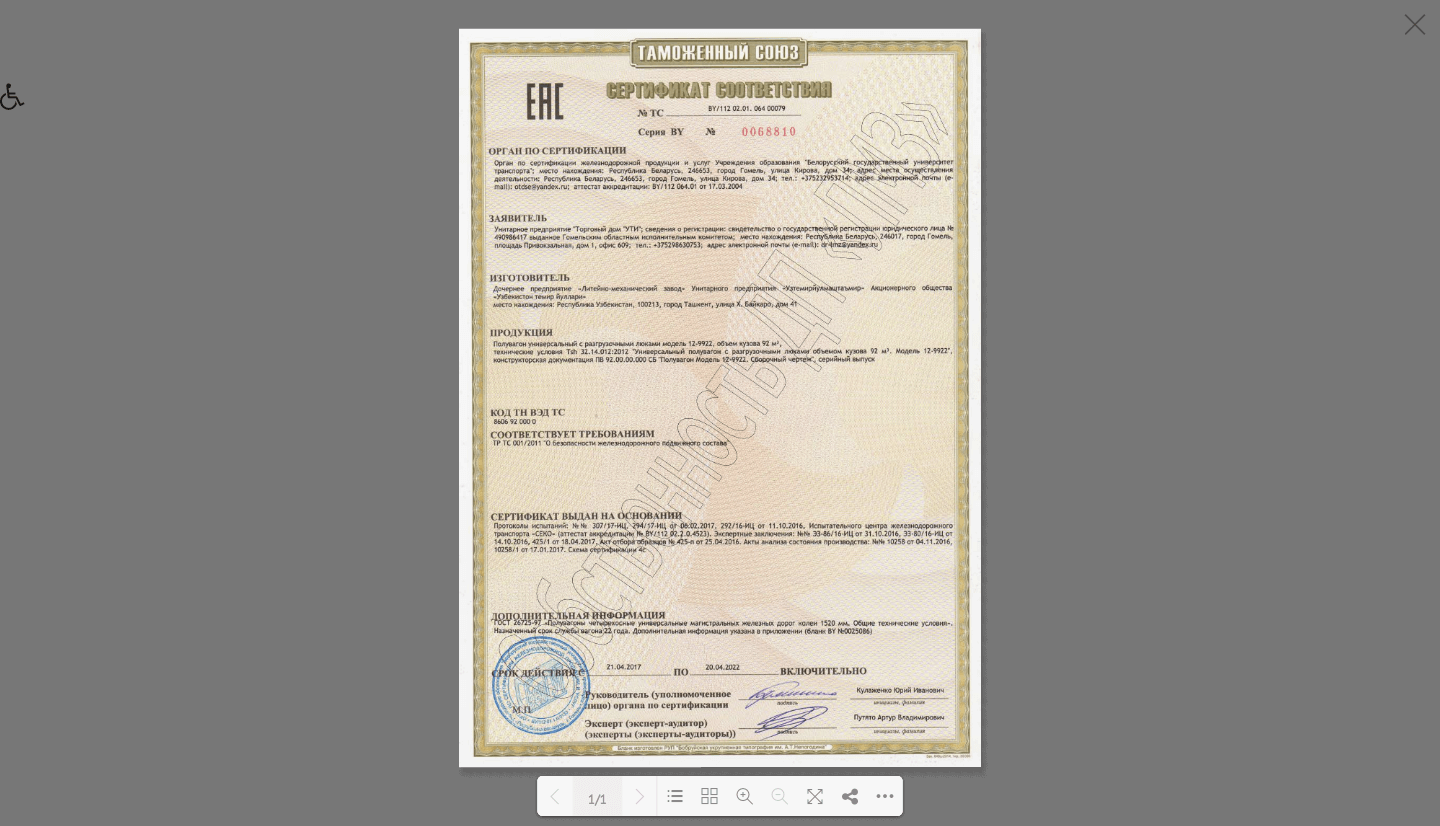 ТАМОЖЕННЫЙ СОЮЗ
ЕАС
СЕРТИФИКАТ СООТВЕТСТВИЯ
№ ТС BY/112 02.01. 064 00079
Серия BY № 0068810
ОРГАН ПО СЕРТИФИКАЦИИ
Орган по сертификации железнодорожной продукции и услуг Учреждения образования "Белорусский государственный университет
транспорта"; место нахождения: Республика Беларусь, 246653, город Гомель, улица Кирова, дом 34; адрес места осуществления
деятельности: Республика Беларусь, 246653, город Гомель, улица Кирова, дом 34; тел.: +375232953714; адрес электронной почты (e-
mail): otcdse@yandex.ru; аттестат аккредитации: BY/112 064.01 от 17.03.2004
ЗАЯВИТЕЛЬ
Унитарное предприятие "Торговый дом "УТИ"; сведения о регистрации: свидетельство о государственной регистрации юридического лица №
490986417 выданное Гомельским областным исполнительным комитетом; место нахождения: Республика Беларусь, 246017, город Гомель,
площадь Привокзальная, дом 1, офис 609; тел.: +375298630753; адрес электронной почты (e-mail):
ИЗГОТОВИТЕЛЬ
Дочернее предприятие «Литейно-механический завод» Унитарного предприятия «Узтемирйулмаштаъмир» Акционерного общества
«Узбекистон темир йуллари»
место нахождения: Республика Узбекистан, 100213, город Ташкент, улица Х. Байкаро, дом 41
ПРОДУКЦИЯ
Полувагон универсальный с разгрузочными люками модель 12-9922, объем кузова 92 м³,
технические условия Tsh 32.14.012:2012 "Универсальный полувагон с разгрузочными люками объемом кузова 92 м³. Модель 12-9922",
конструкторская документация ПВ 92.00.00.000 СБ "Полувагон Модель 12-9922. Сборочный чертеж", серийный выпуск
КОД ТН ВЭД ТС
8606 92 000 0
СООТВЕТСТВУЕТ ТРЕБОВАНИЯМ
ТР ТС 001/2011 "О безопасности железнодорожного подвижного состава"
СЕРТИФИКАТ ВЫДАН НА ОСНОВАНИИ
Протоколы испытаний: №№ 307/17-ИЦ, 294/17-ИЦ от 06.02.2017, 292/16-ИЦ от 11.10.2016, Испытательного центра железнодорожного
транспорта «СЕКО» (аттестат аккредитации № BY/112 02.2.0.4523). Экспертные заключения: №№ ЭЗ-86/16-ИЦ от 31.10.2016, ЭЗ-80/16-ИЦ от
14.10.2016, 425/1 от 18.04.2017, Акт отбора образцов № 425-п от 25.04.2016. Акты анализа состояния производства: №№ 10258 от 04.11.2016,
10258/1 от 17.01.2017. Схема сертификации 4с
ДОПОЛНИТЕЛЬНАЯ ИНФОРМАЦИЯ
ГОСТ 26725-97 «Полувагоны четырехосные универсальные магистральных железных дорог колеи 1520 мм. Общие технические условия».
Назначенный срок службы вагона 22 года. Дополнительная информация указана в приложении (бланк BY №0025086)
СРОК ДЕЙСТВИЯ С 21.04.2017 ПО 20.04.2022 ВКЛЮЧИТЕЛЬНО
М.П.
Руководитель (уполномоченное
лицо) органа по сертификации
подпись
Кулаженко Юрий Иванович
инициалы, фамилия
Эксперт (эксперт-аудитор)
(эксперты (эксперты-аудиторы))
подпись
Путято Артур Владимирович
инициалы, фамилия
Бланк изготовлен РУП "Бобруйская укрупненная типография им. А.Т.Непогодина"
Собственность ДП «ЛМЗ»
1/1